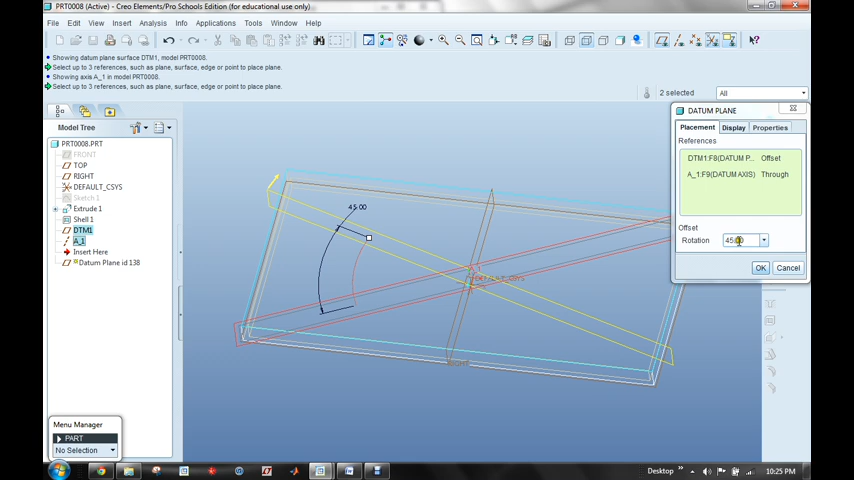 PRT0008 (Active) - Creo Elements/Pro Schools Edition (for educational use only)
File Edit View Insert Analysis Info Applications Tools Window Help
Showing datum plane surface DTM1, model PRT0008.
Select up to 3 references, such as plane, surface, edge or point to place plane.
Showing axis A_1 in model PRT0008.
Select up to 3 references, such as plane, surface, edge or point to place plane.
2 selected
All
Model Tree
PRT0008.PRT
FRONT
TOP
RIGHT
DEFAULT_CSYS
Sketch 1
Extrude 1
Shell 1
DTM1
A_1
Insert Here
*Datum Plane id 138
45.00
DEFAULT_CSYS
RIGHT
DATUM PLANE
Placement Display Properties
References
DTM1:F8(DATUM P... Offset
A_1:F9(DATUM AXIS) Through
Offset
Rotation
OK Cancel
Menu Manager
PART
No Selection
Desktop
10:25 PM